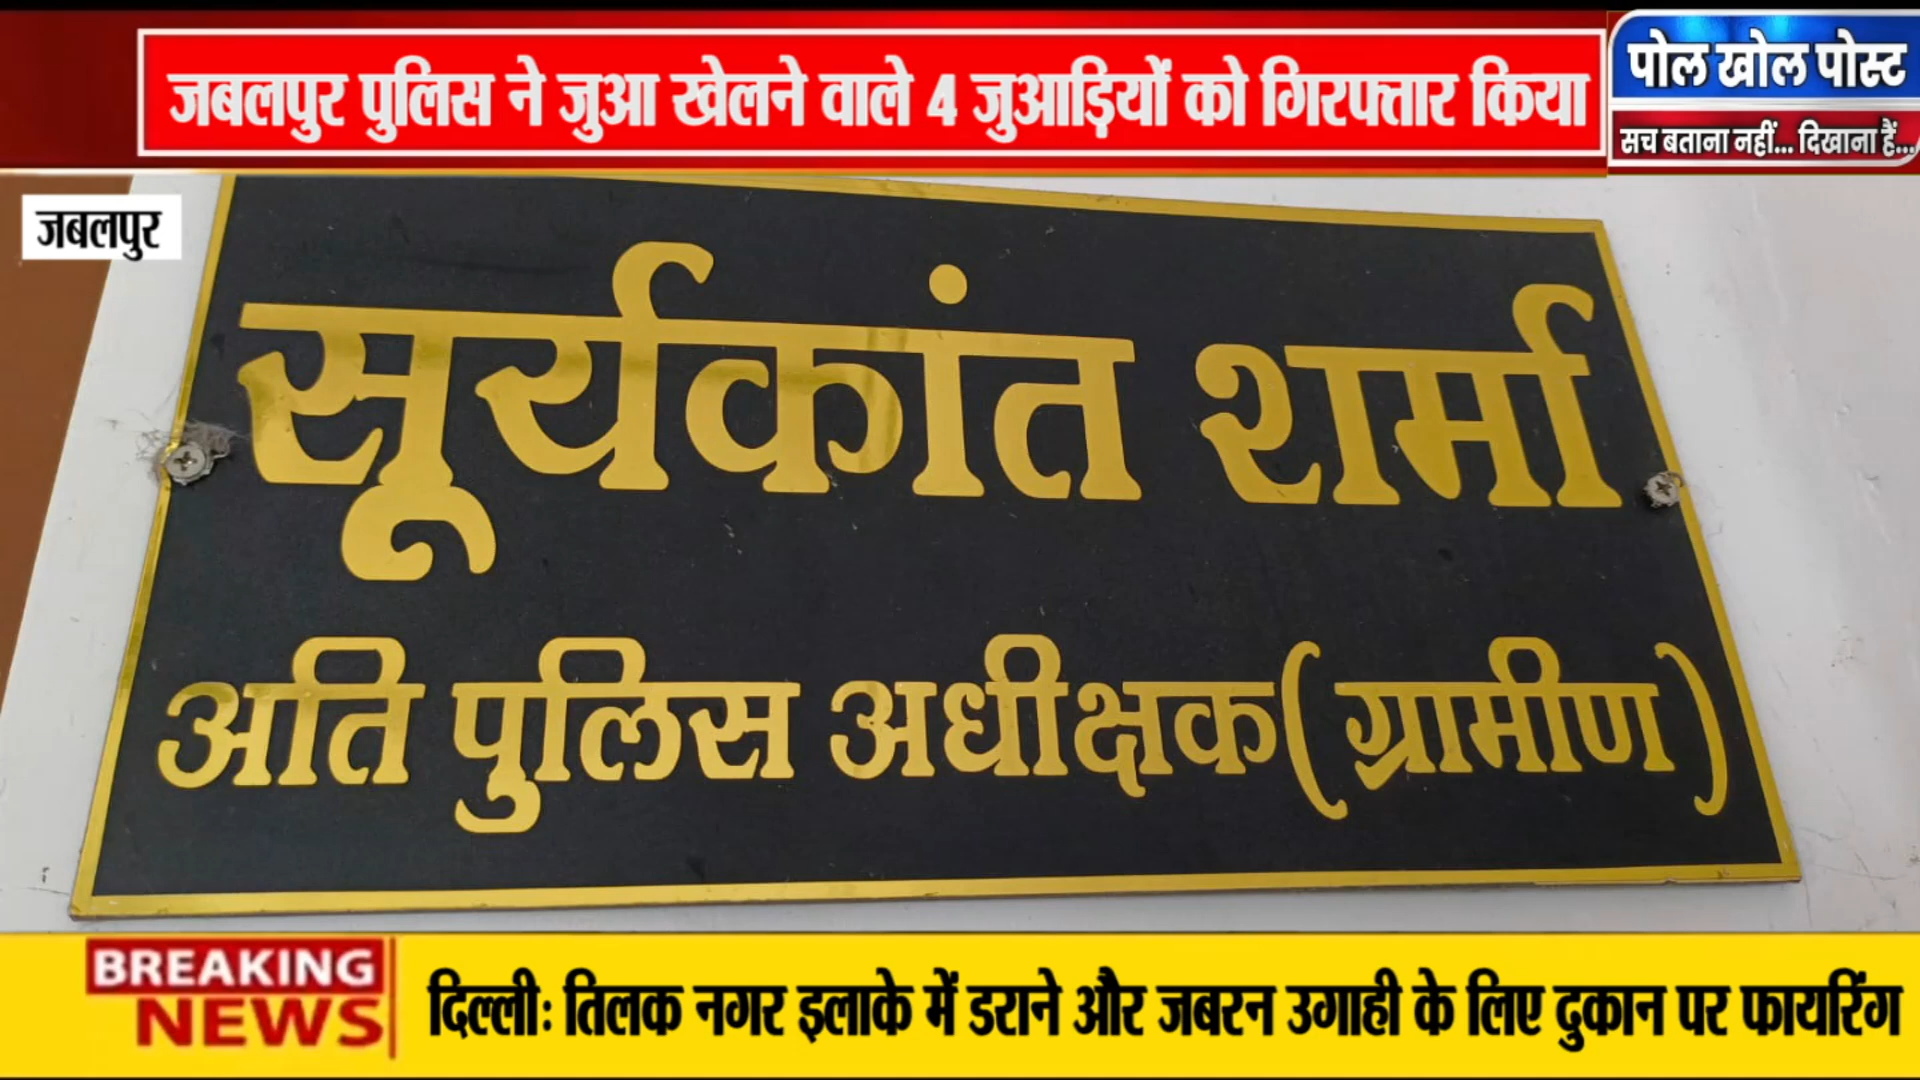 जबलपुर पुलिस ने जुआ खेलने वाले 4 जुआड़ियों को गिरफ्तार किया
पोल खोल पोस्ट
सच बताना नहीं... दिखाना हैं...
जबलपुर
सूर्यकांत शर्मा
अति पुलिस अधीक्षक (ग्रामीण)
BREAKING
NEWS
दिल्ली: तिलक नगर इलाके में डराने और जबरन उगाही के लिए दुकान पर फायरिंग